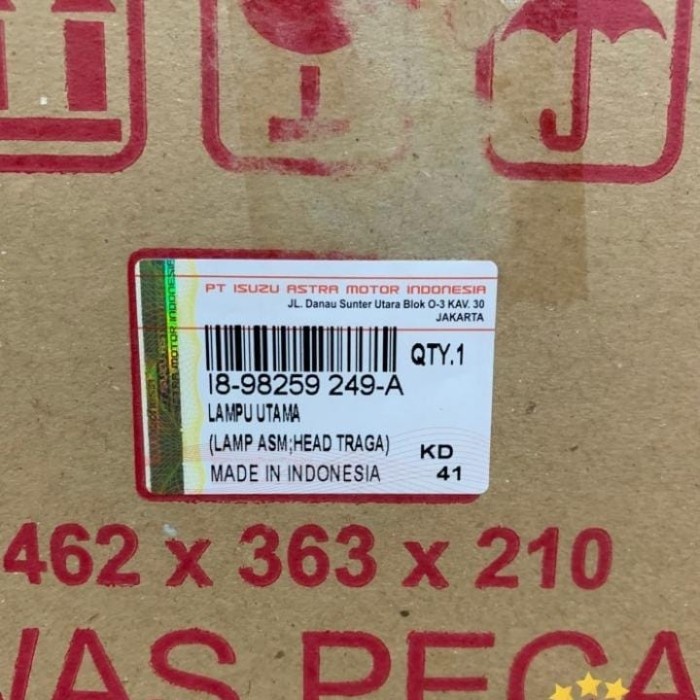 PT ISUZU ASTRA MOTOR INDONESIA
JL. Danau Sunter Utara Blok O-3 KAV. 30
JAKARTA
QTY.1
I8-98259 249-A
LAMPU UTAMA
(LAMP ASM;HEAD TRAGA)
KD
MADE IN INDONESIA
41
462 x 363 x 210